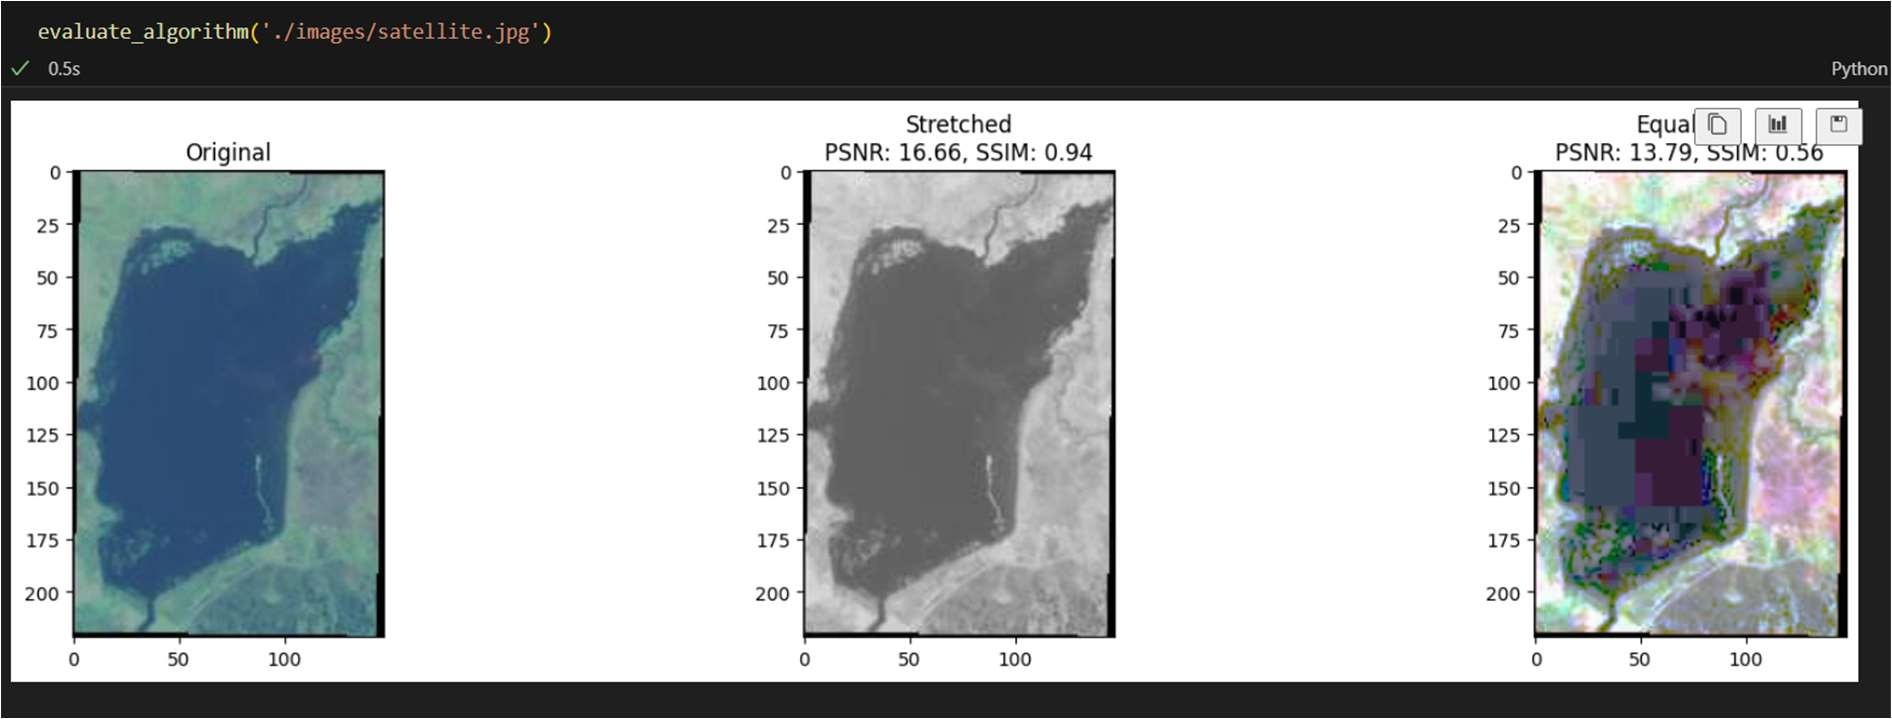 evaluate_algorithm('./images/satellite.jpg')
0.5s
Python
Original
0
25
50
75
100
125
150
175
200
0 50 100
Stretched
PSNR: 16.66, SSIM: 0.94
0
25
50
75
100
125
150
175
200
0 50 100
Equal
PSNR: 13.79, SSIM: 0.56
0
25
50
75
100
125
150
175
200
0 50 100